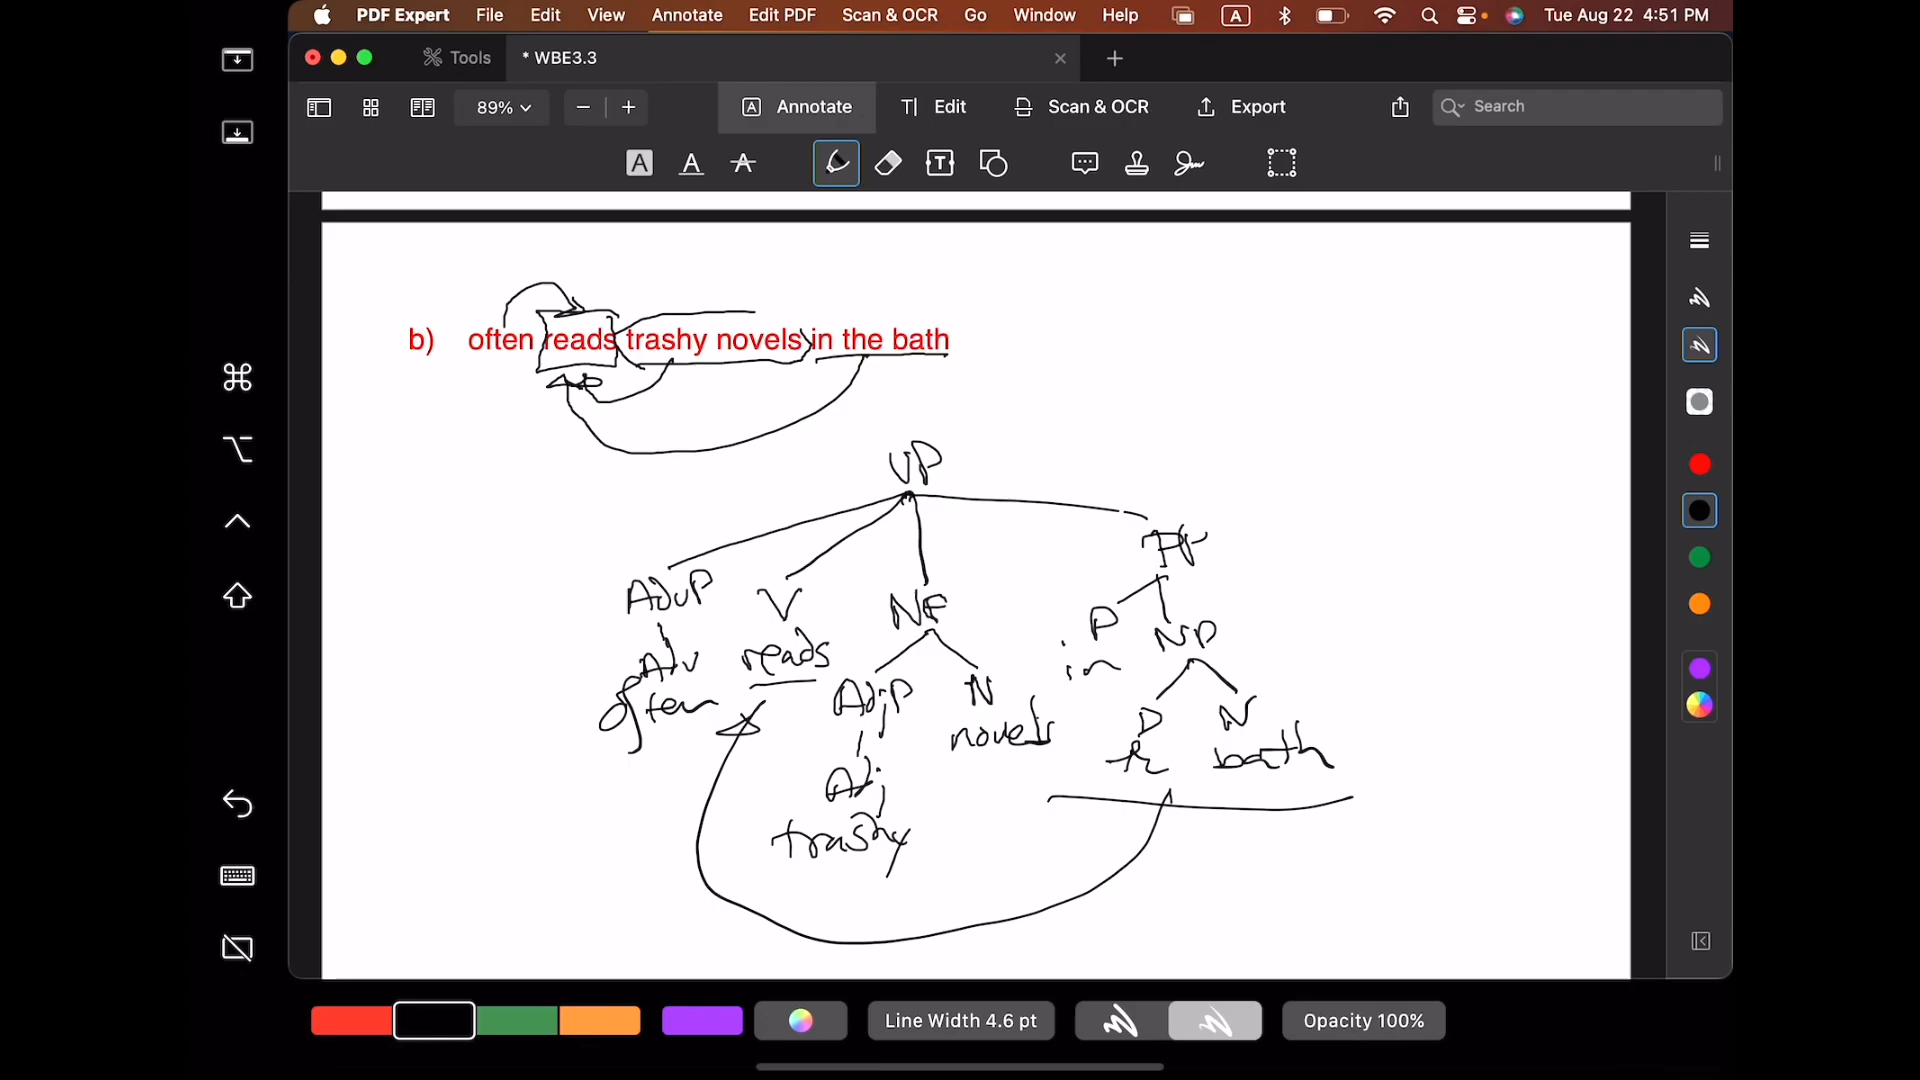 PDF Expert File Edit View Annotate Edit PDF Scan & OCR Go Window Help A Tue Aug 22 4:51 PM
Tools * WBE3.3
89% Annotate Edit Scan & OCR Export Search
b) often reads trashy novels in the bath
VP
AdvP V NP PP
Adv reads P NP
often AdjP N in
novels D N
Adj bath
trashy
Line Width 4.6 pt Opacity 100%